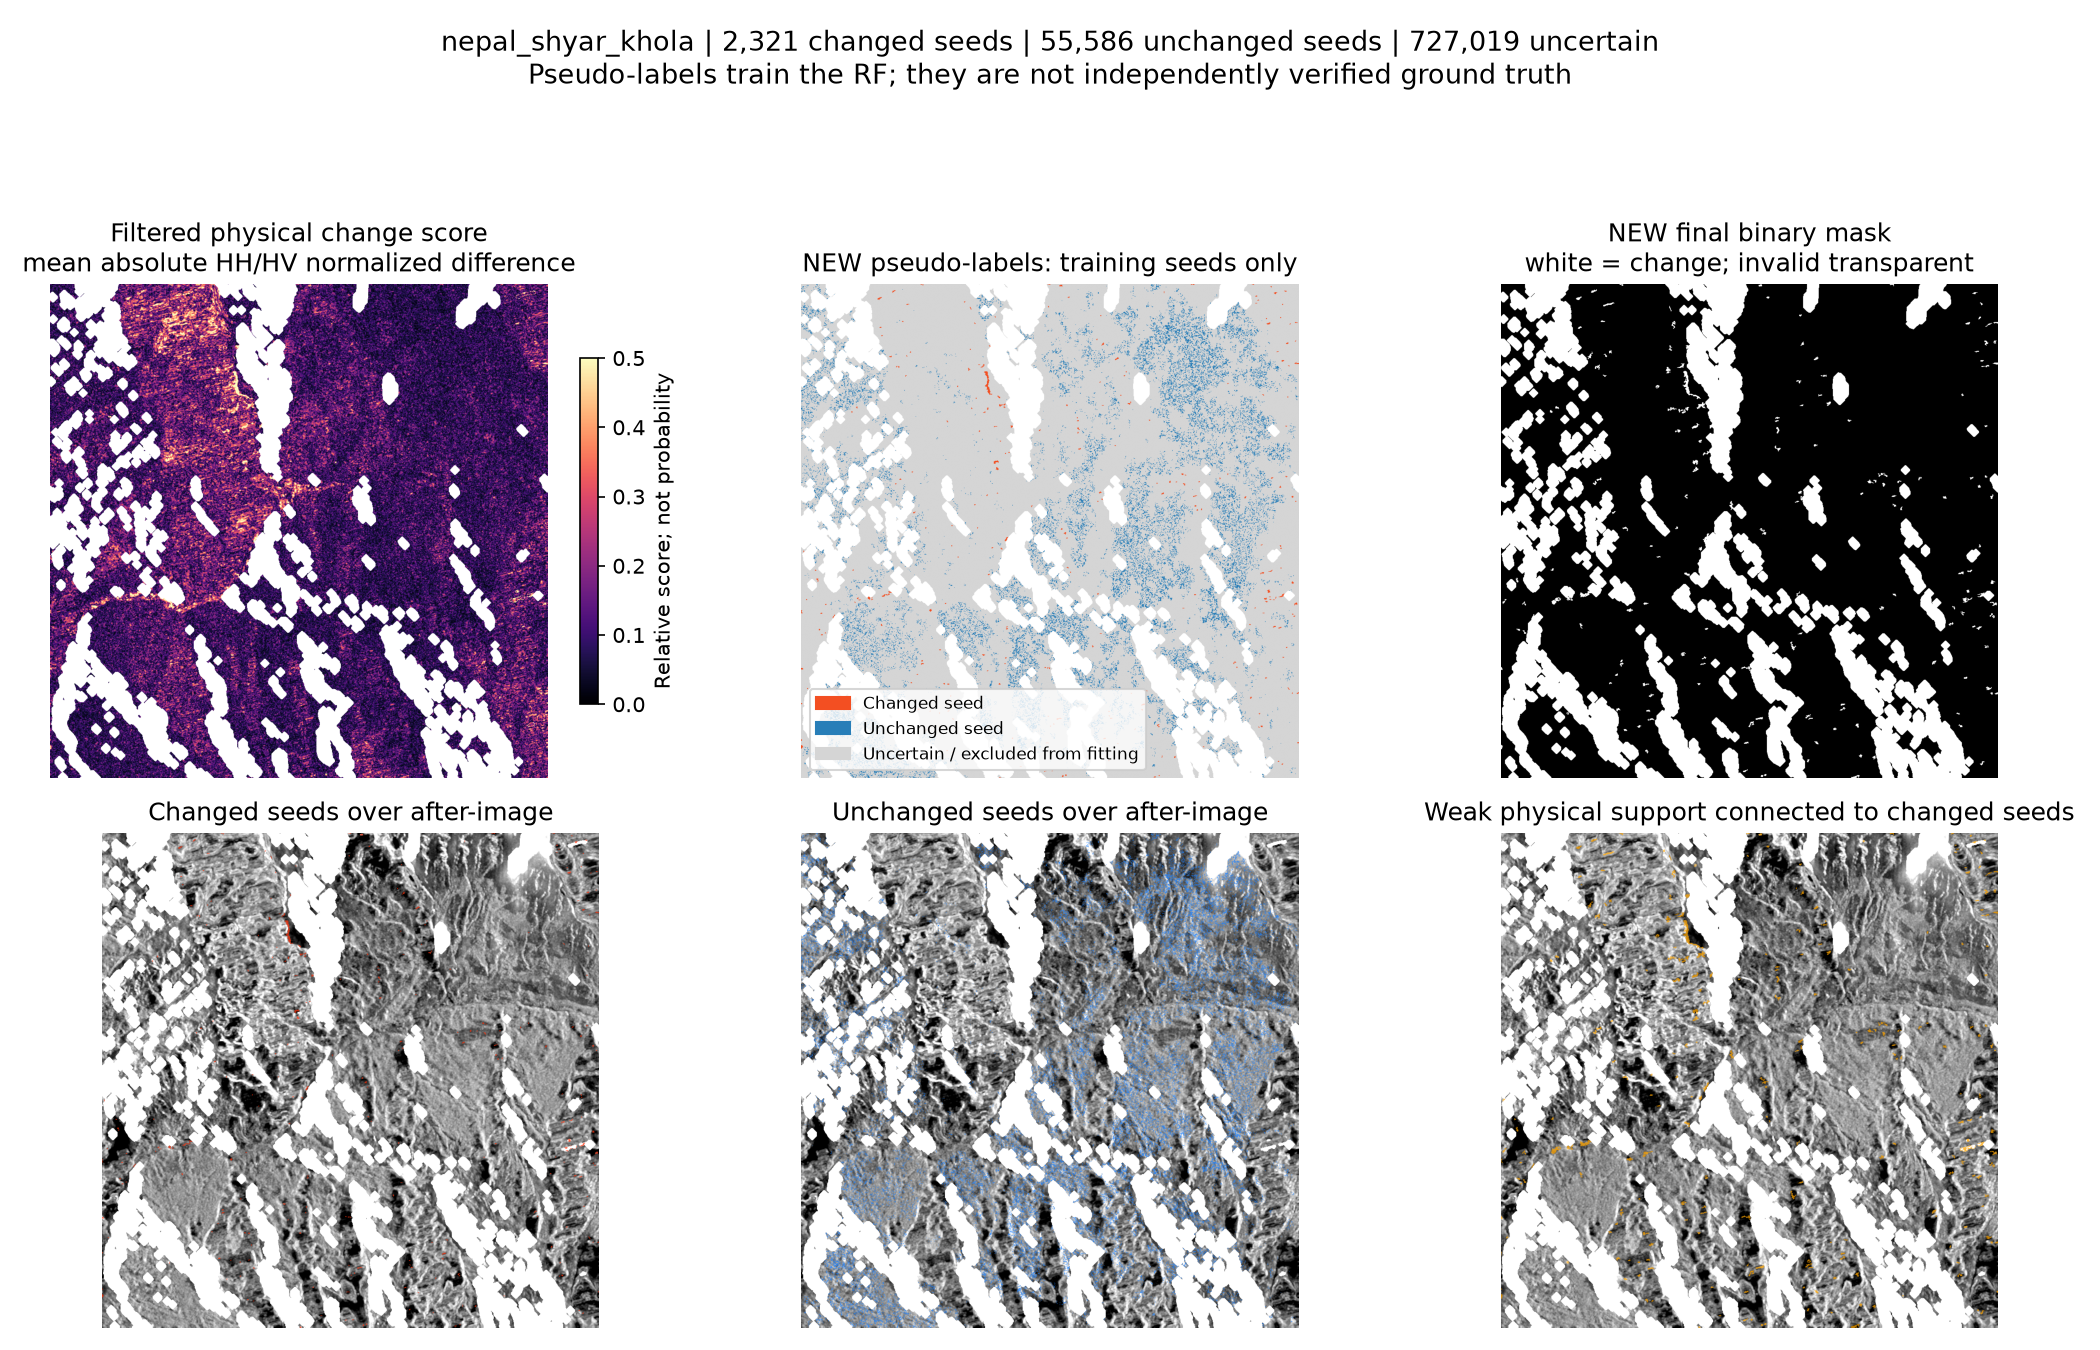 nepal_shyar_khola | 2,321 changed seeds | 55,586 unchanged seeds | 727,019 uncertain
Pseudo-labels train the RF; they are not independently verified ground truth
Filtered physical change score
mean absolute HH/HV normalized difference
0.5
0.4
0.3
0.2
0.1
0.0
Relative score; not probability
NEW pseudo-labels: training seeds only
Changed seed
Unchanged seed
Uncertain / excluded from fitting
NEW final binary mask
white = change; invalid transparent
Changed seeds over after-image
Unchanged seeds over after-image
Weak physical support connected to changed seeds